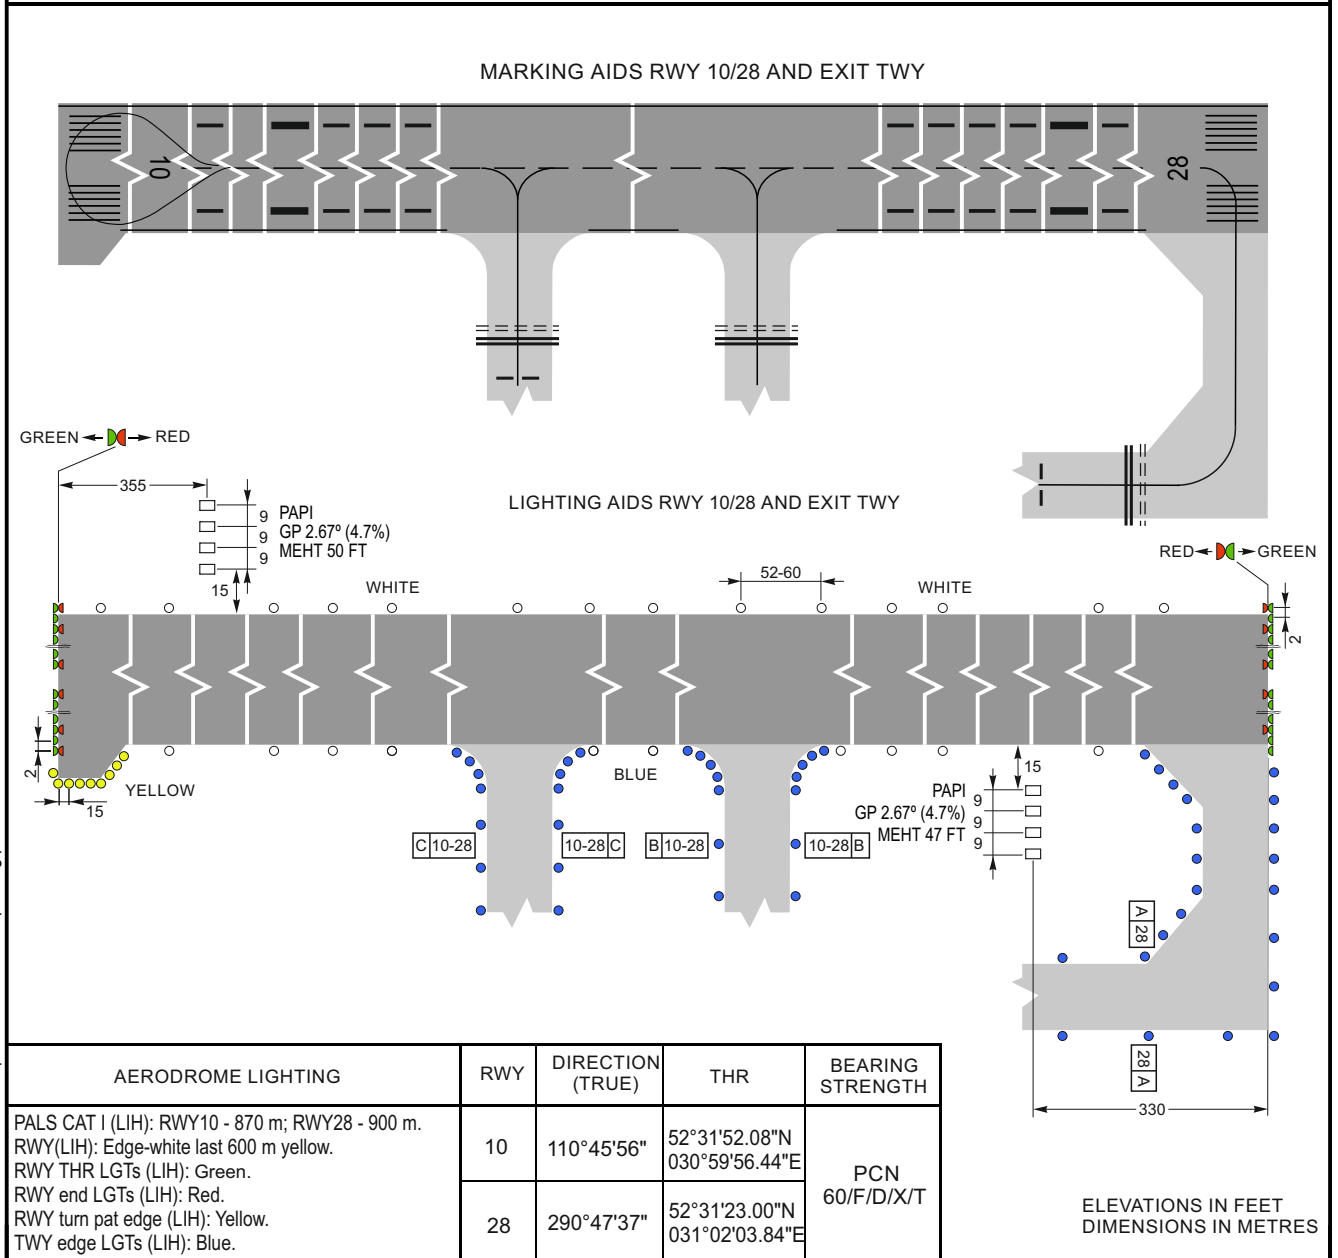 MARKING AIDS RWY 10/28 AND EXIT TWY
10
28
GREEN
RED
355
9
9
9
PAPI
GP 2.67º (4.7%)
MEHT 50 FT
15
LIGHTING AIDS RWY 10/28 AND EXIT TWY
RED
GREEN
WHITE
52-60
WHITE
2
2
YELLOW
15
BLUE
15
PAPI
GP 2.67º (4.7%)
MEHT 47 FT
9
9
9
C 10-28
10-28 C
B 10-28
10-28 B
A 28
28 A
330
AERODROME LIGHTING
RWY
DIRECTION
(TRUE)
THR
BEARING
STRENGTH
PALS CAT I (LIH): RWY10 - 870 m; RWY28 - 900 m.
RWY(LIH): Edge-white last 600 m yellow.
RWY THR LGTs (LIH): Green.
RWY end LGTs (LIH): Red.
RWY turn pat edge (LIH): Yellow.
TWY edge LGTs (LIH): Blue.
10
110°45'56"
52°31'52.08"N
030°59'56.44"E
28
290°47'37"
52°31'23.00"N
031°02'03.84"E
PCN
60/F/D/X/T
ELEVATIONS IN FEET
DIMENSIONS IN METRES